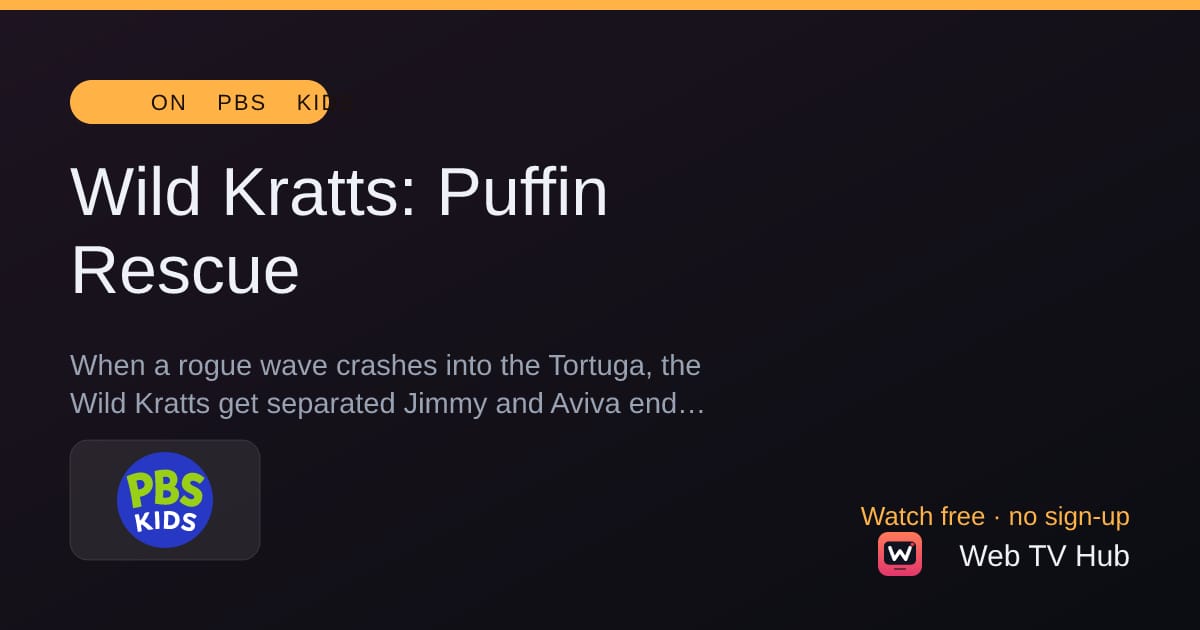 ON PBS KIDS
Wild Kratts: Puffin
Rescue
When a rogue wave crashes into the Tortuga, the
Wild Kratts get separated Jimmy and Aviva end…
PBS
KIDS
Watch free · no sign-up
W
Web TV Hub